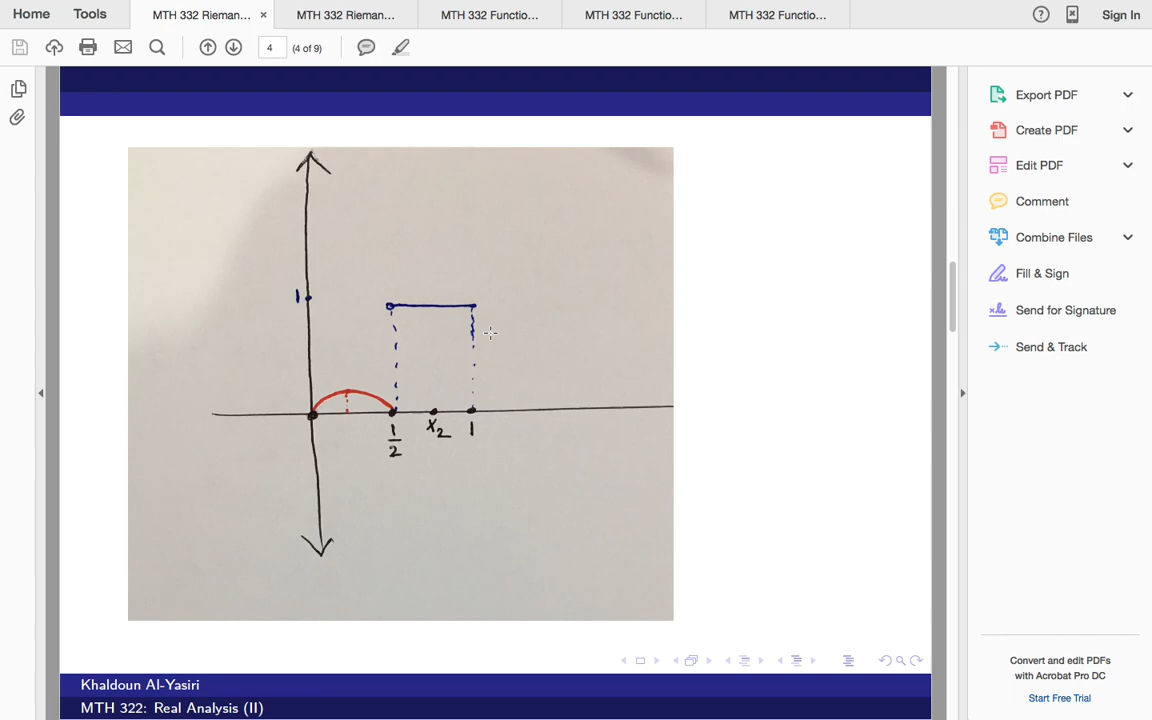 Home Tools MTH 332 Rieman... × MTH 332 Rieman... MTH 332 Functio... MTH 332 Functio... MTH 332 Functio... Sign In
4 (4 of 9)
Export PDF
Create PDF
Edit PDF
Comment
Combine Files
Fill & Sign
Send for Signature
Send & Track
1
1/2 x2 1
Convert and edit PDFs
with Acrobat Pro DC
Start Free Trial
Khaldoun Al-Yasiri
MTH 322: Real Analysis (II)